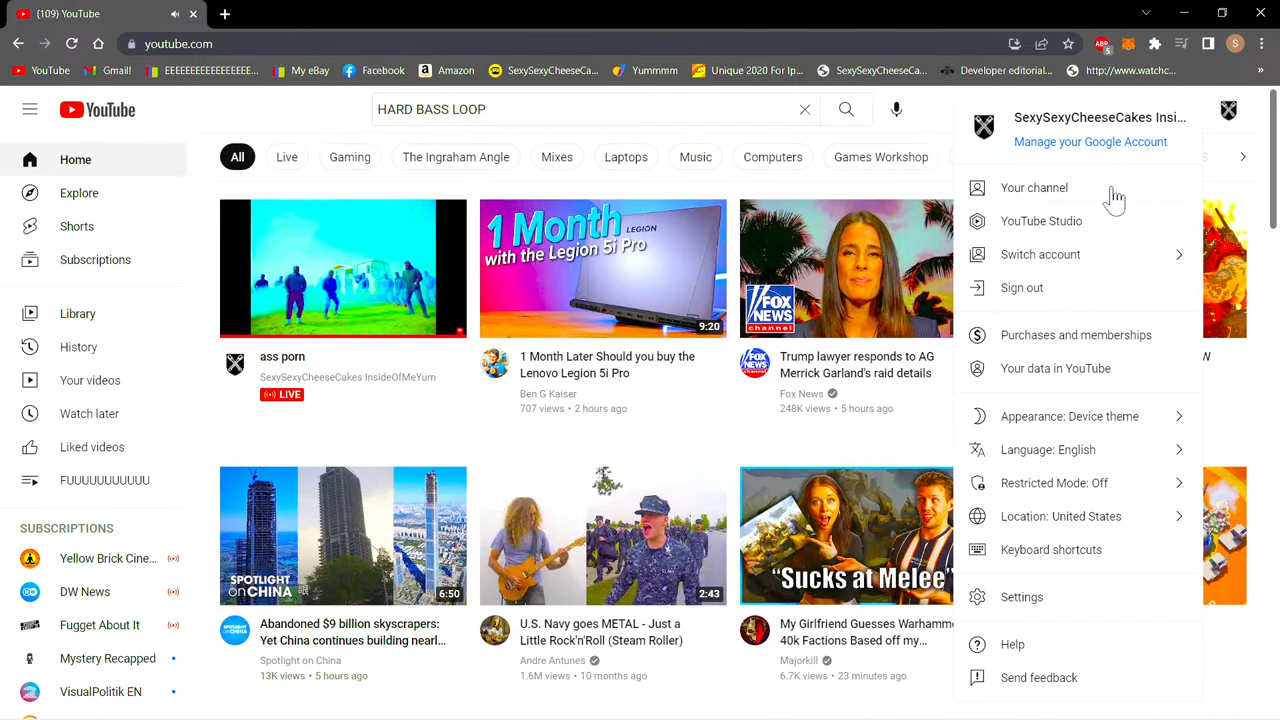 (109) YouTube
youtube.com
YouTube
Gmail!
EEEEEEEEEEEEEEEEE...
My eBay
Facebook
Amazon
SexySexyCheeseCa...
Yummmm
Unique 2020 For Ip...
SexySexyCheeseCa...
Developer editorial...
http://www.watchc...
»
YouTube
HARD BASS LOOP
SexySexyCheeseCakes Insi...
Manage your Google Account
Home
Explore
Shorts
Subscriptions
Library
History
Your videos
Watch later
Liked videos
FUUUUUUUUUU
SUBSCRIPTIONS
Yellow Brick Cine...
DW News
Fugget About It
Mystery Recapped
VisualPolitik EN
All
Live
Gaming
The Ingraham Angle
Mixes
Laptops
Music
Computers
Games Workshop
ass porn
SexySexyCheeseCakes InsideOfMeYum
LIVE
1 Month
with the Legion 5i Pro
LEGION
9:20
1 Month Later Should you buy the
Lenovo Legion 5i Pro
Ben G Kaiser
707 views • 2 hours ago
FOX
NEWS
channel
Trump lawyer responds to AG
Merrick Garland's raid details
Fox News
248K views • 5 hours ago
SPOTLIGHT
ON CHINA
6:50
Abandoned $9 billion skyscrapers:
Yet China continues building nearl...
Spotlight on China
13K views • 5 hours ago
2:43
U.S. Navy goes METAL - Just a
Little Rock'n'Roll (Steam Roller)
Andre Antunes
1.6M views • 10 months ago
"Sucks at Melee"
My Girlfriend Guesses Warhamme
40k Factions Based off my...
Majorkill
6.7K views • 23 minutes ago
Your channel
YouTube Studio
Switch account
Sign out
Purchases and memberships
Your data in YouTube
Appearance: Device theme
Language: English
Restricted Mode: Off
Location: United States
Keyboard shortcuts
Settings
Help
Send feedback